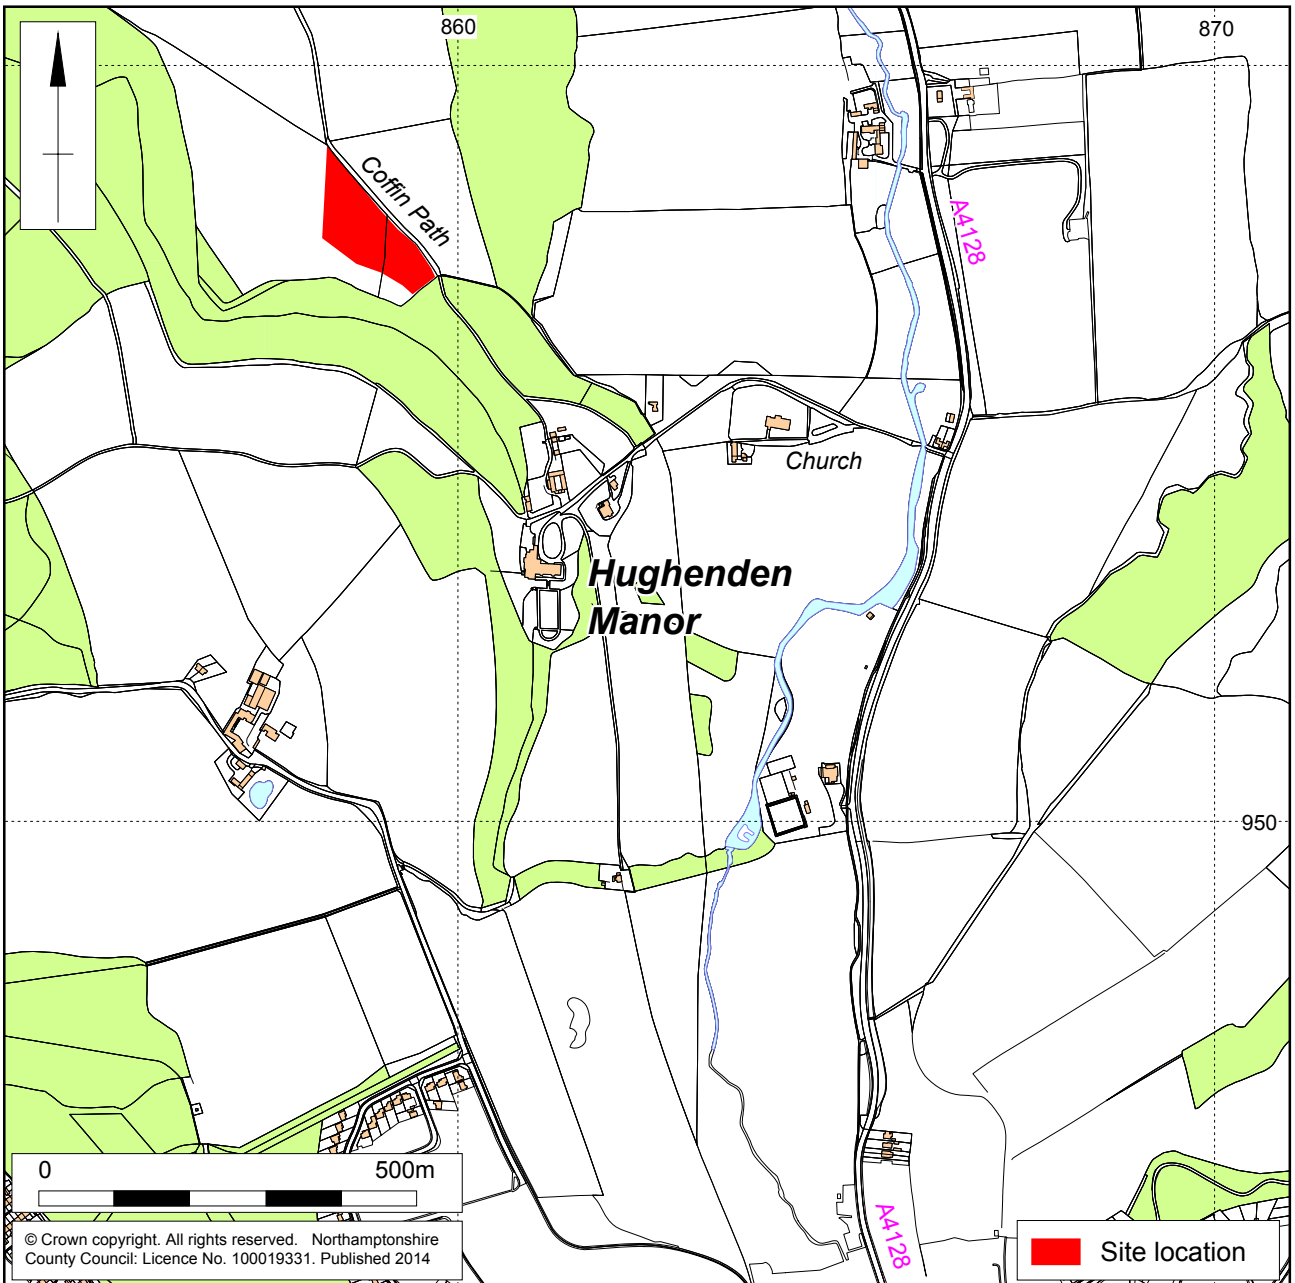 860
870
Coffin Path
A4128
Church
Hughenden
Manor
950
0 500m
A4128
© Crown copyright. All rights reserved. Northamptonshire
County Council: Licence No. 100019331. Published 2014
Site location